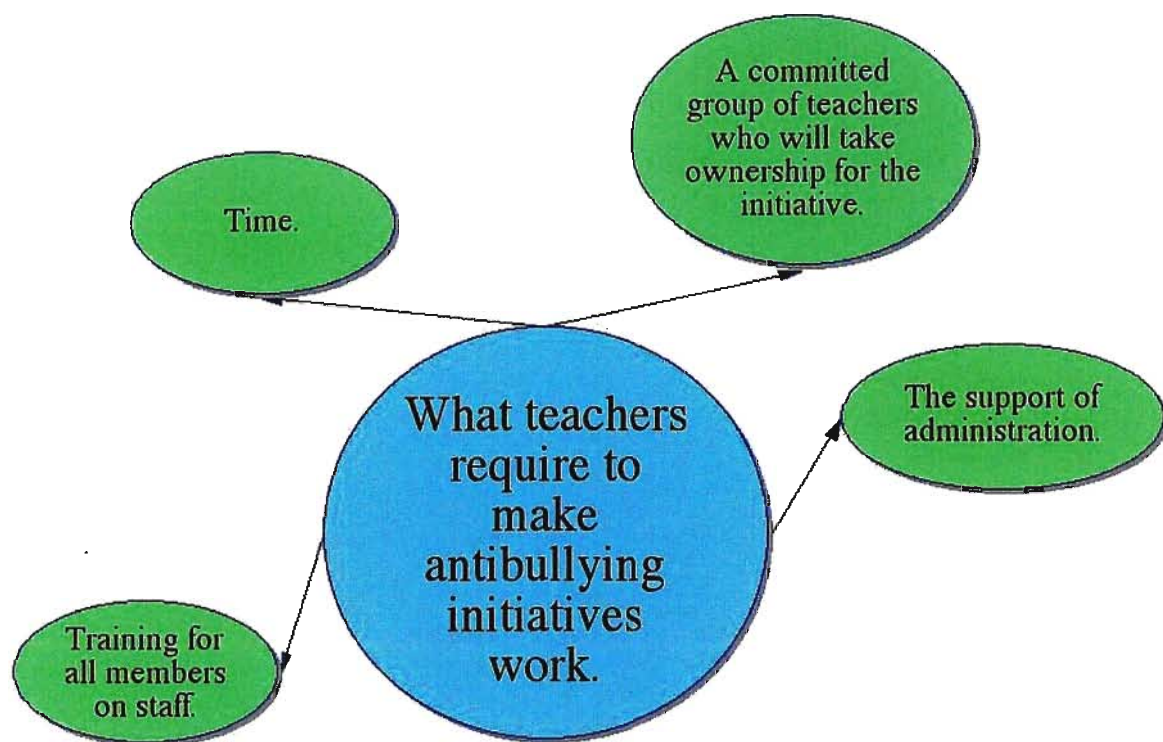 A committed
group of teachers
who will take
ownership for the
initiative.
Time.
The support of
administration.
What teachers
require to
make
antibullying
initiatives
work.
Training for
all members
on staff.